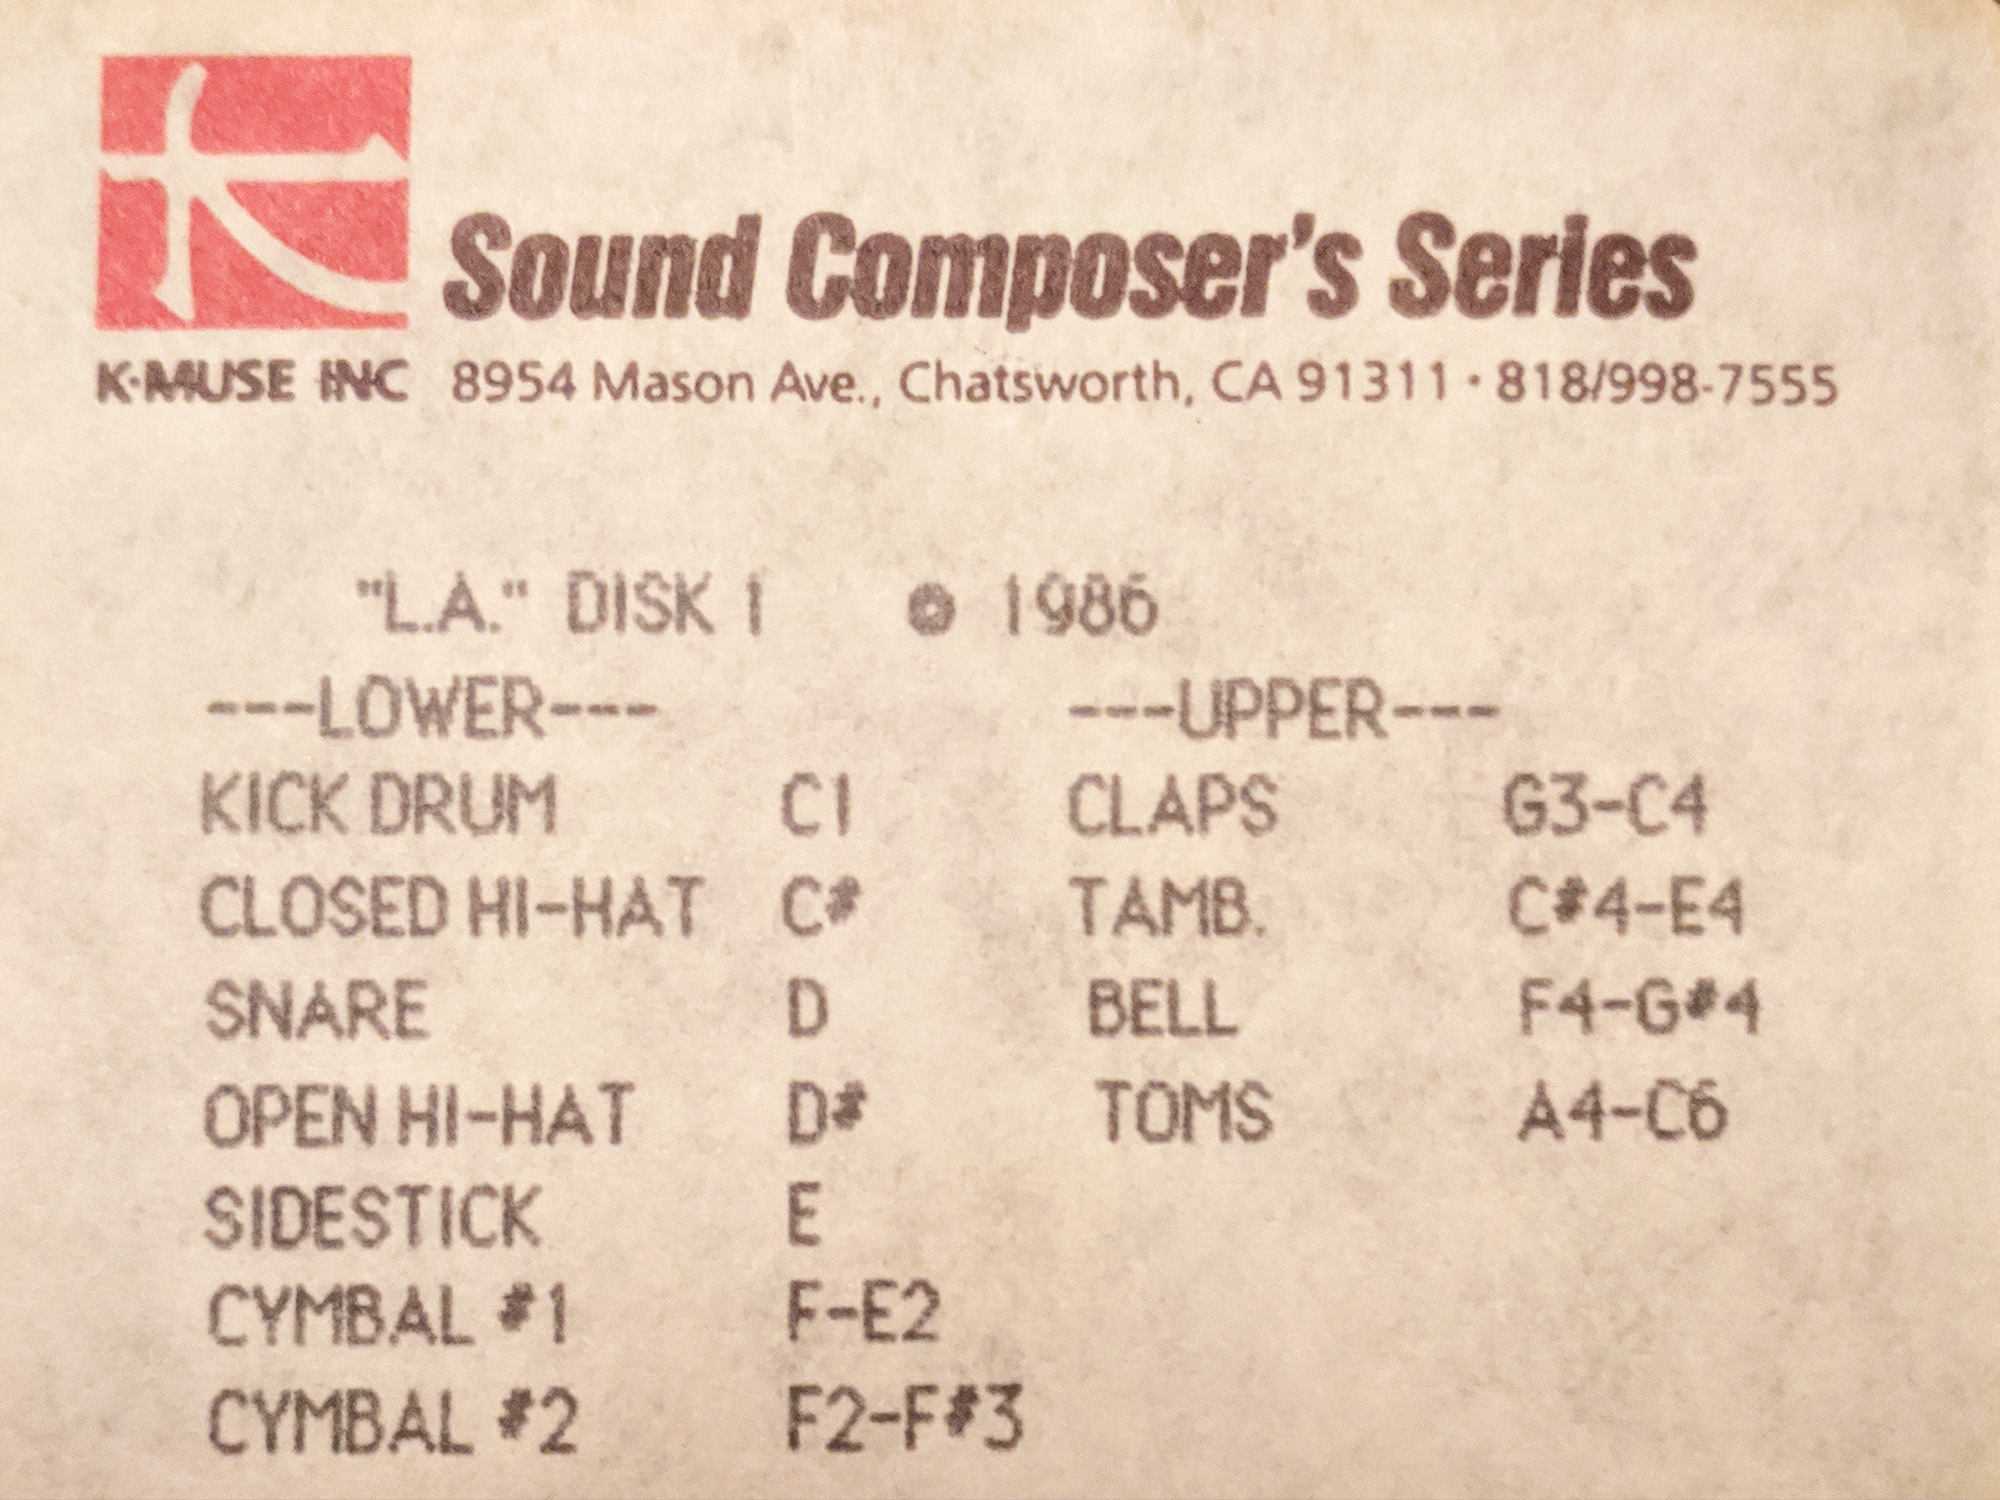 Sound Composer's Series
K·MUSE INC 8954 Mason Ave., Chatsworth, CA 91311 · 818/998-7555
"L.A." DISK 1 © 1986
---LOWER--- ---UPPER---
KICK DRUM C1 CLAPS G3-C4
CLOSED HI-HAT C# TAMB. C#4-E4
SNARE D BELL F4-G#4
OPEN HI-HAT D# TOMS A4-C6
SIDESTICK E
CYMBAL #1 F-E2
CYMBAL #2 F2-F#3